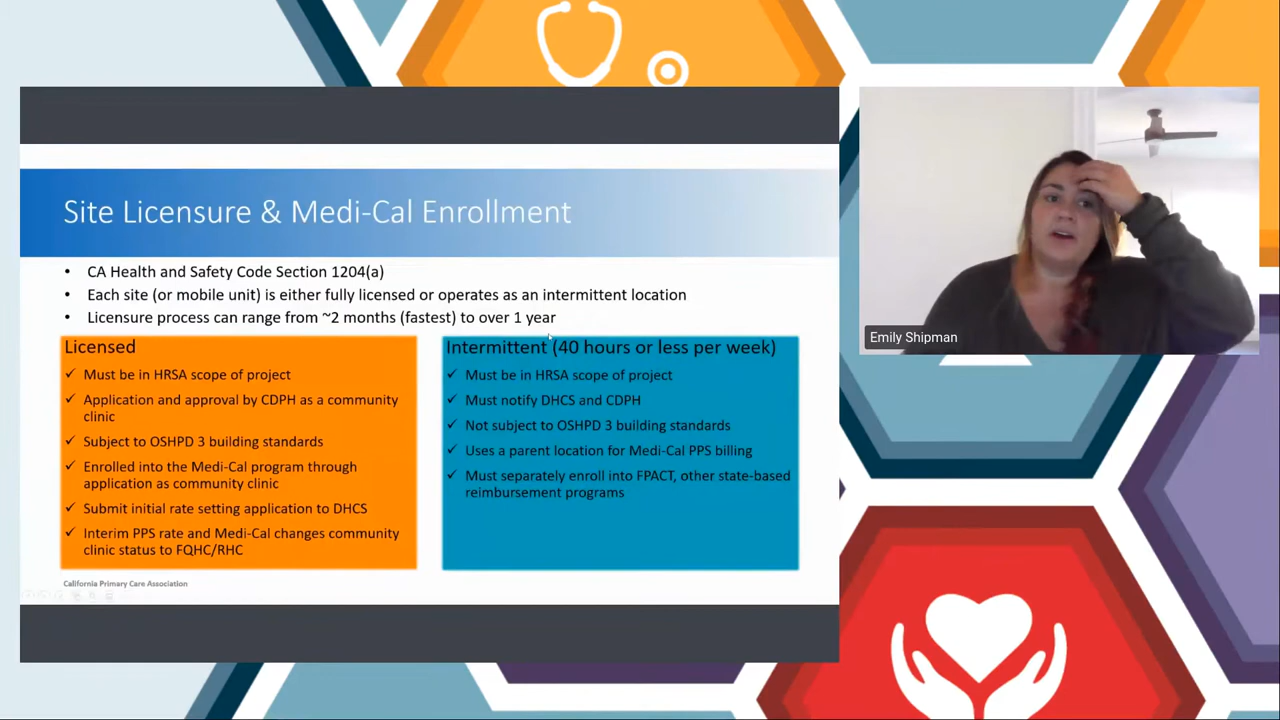 Site Licensure & Medi-Cal Enrollment
• CA Health and Safety Code Section 1204(a)
• Each site (or mobile unit) is either fully licensed or operates as an intermittent location
• Licensure process can range from ~2 months (fastest) to over 1 year
Licensed
✓ Must be in HRSA scope of project
✓ Application and approval by CDPH as a community
clinic
✓ Subject to OSHPD 3 building standards
✓ Enrolled into the Medi-Cal program through
application as community clinic
✓ Submit initial rate setting application to DHCS
✓ Interim PPS rate and Medi-Cal changes community
clinic status to FQHC/RHC
Intermittent (40 hours or less per week)
✓ Must be in HRSA scope of project
✓ Must notify DHCS and CDPH
✓ Not subject to OSHPD 3 building standards
✓ Uses a parent location for Medi-Cal PPS billing
✓ Must separately enroll into FPACT, other state-based
reimbursement programs
California Primary Care Association
Emily Shipman